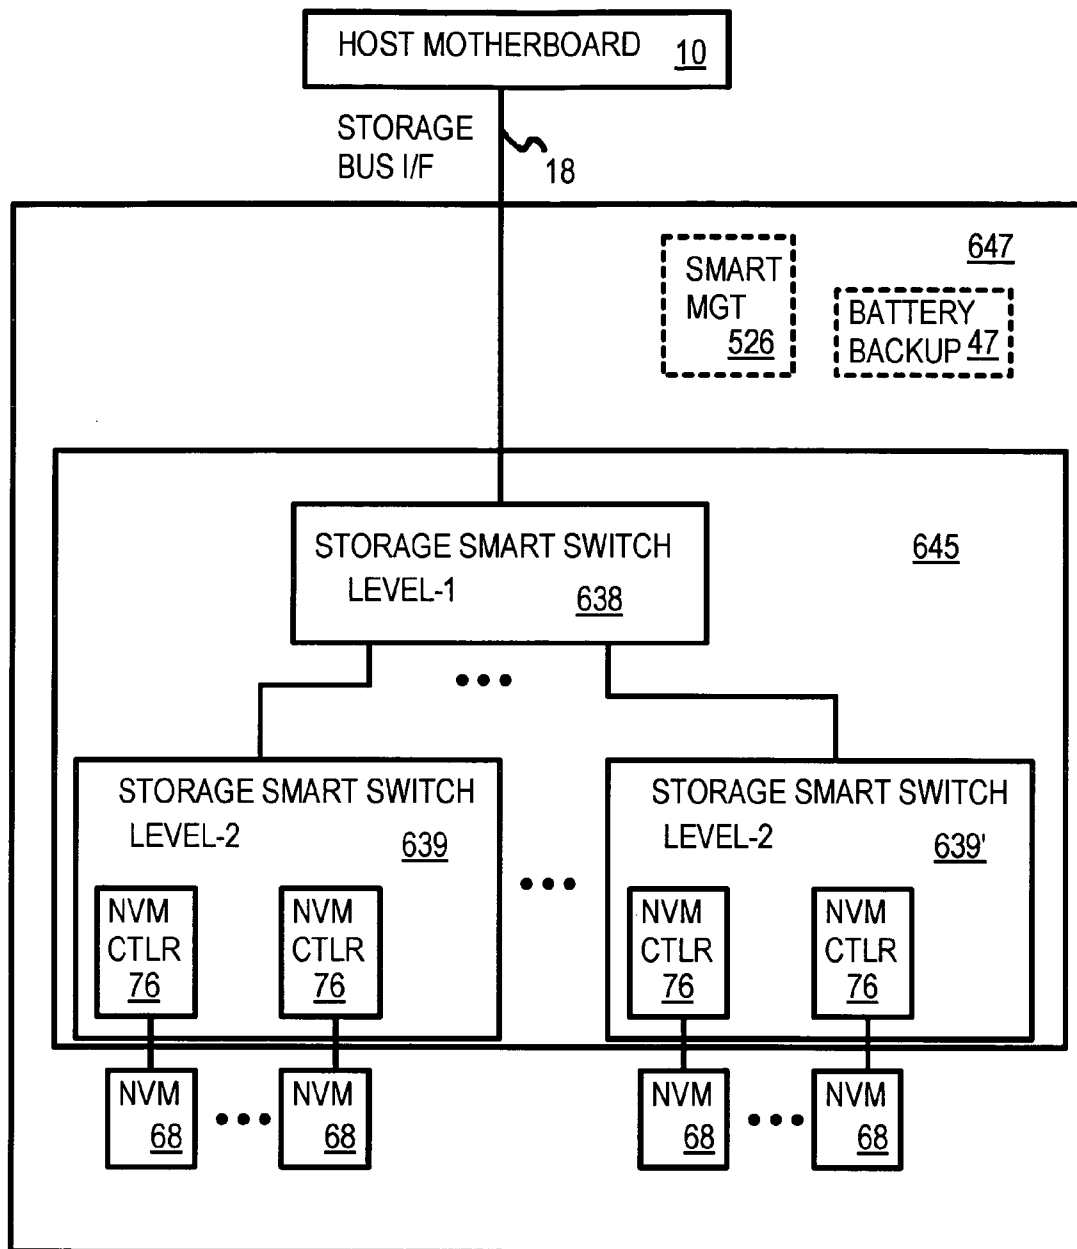 HOST MOTHERBOARD 10
STORAGE
BUS I/F
18
647
SMART
MGT
526
BATTERY
BACKUP 47
645
STORAGE SMART SWITCH
LEVEL-1
638
STORAGE SMART SWITCH
LEVEL-2
639
NVM
CTLR
76
NVM
CTLR
76
STORAGE SMART SWITCH
LEVEL-2
639'
NVM
CTLR
76
NVM
CTLR
76
NVM
68
NVM
68
NVM
68
NVM
68